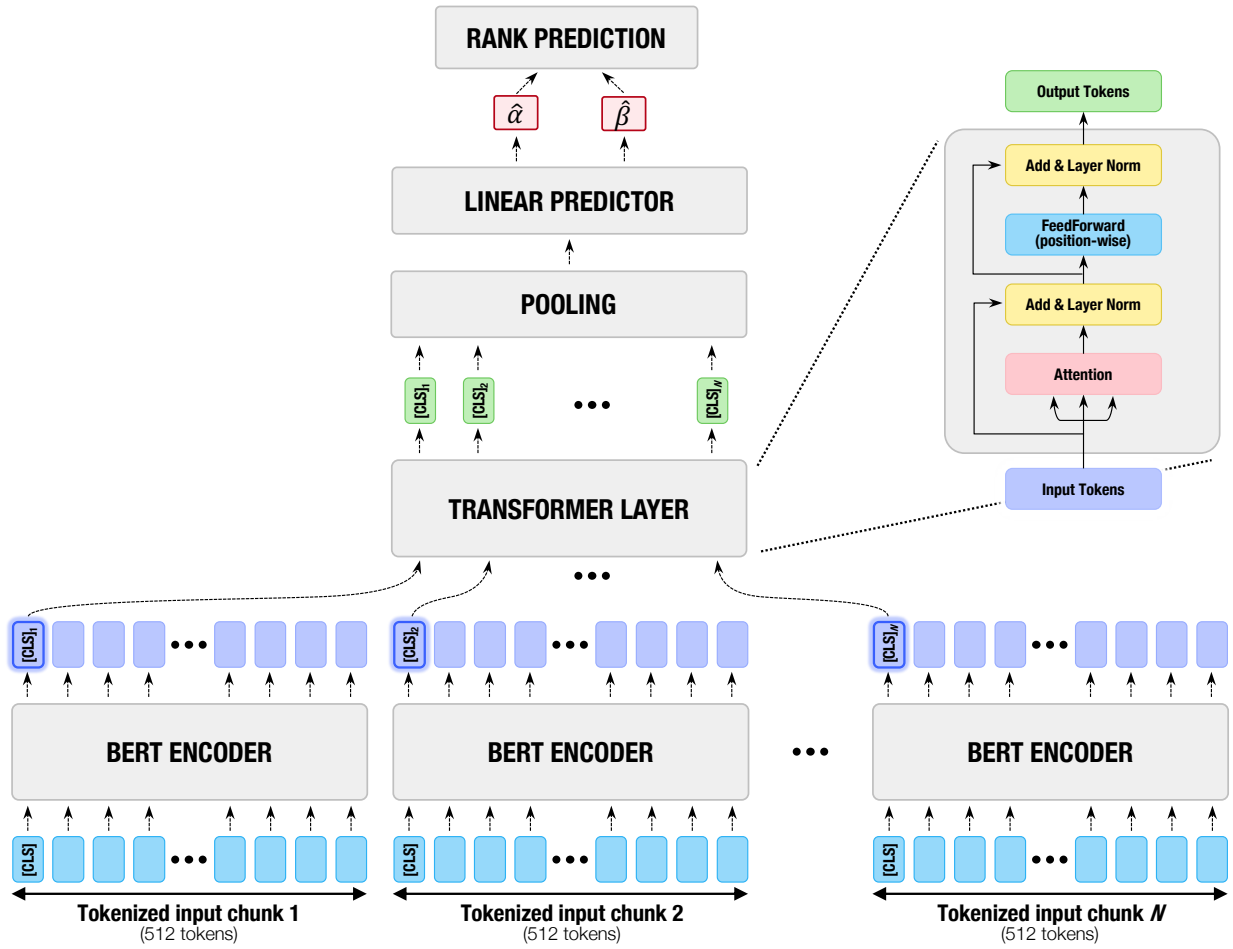 RANK PREDICTION
α̂
β̂
LINEAR PREDICTOR
POOLING
[CLS]₁
[CLS]₂
[CLS]_N
TRANSFORMER LAYER
Output Tokens
Add & Layer Norm
FeedForward
(position-wise)
Add & Layer Norm
Attention
Input Tokens
[CLS]₁
[CLS]₂
[CLS]_N
BERT ENCODER
BERT ENCODER
BERT ENCODER
[CLS]
[CLS]
[CLS]
Tokenized input chunk 1
(512 tokens)
Tokenized input chunk 2
(512 tokens)
Tokenized input chunk N
(512 tokens)